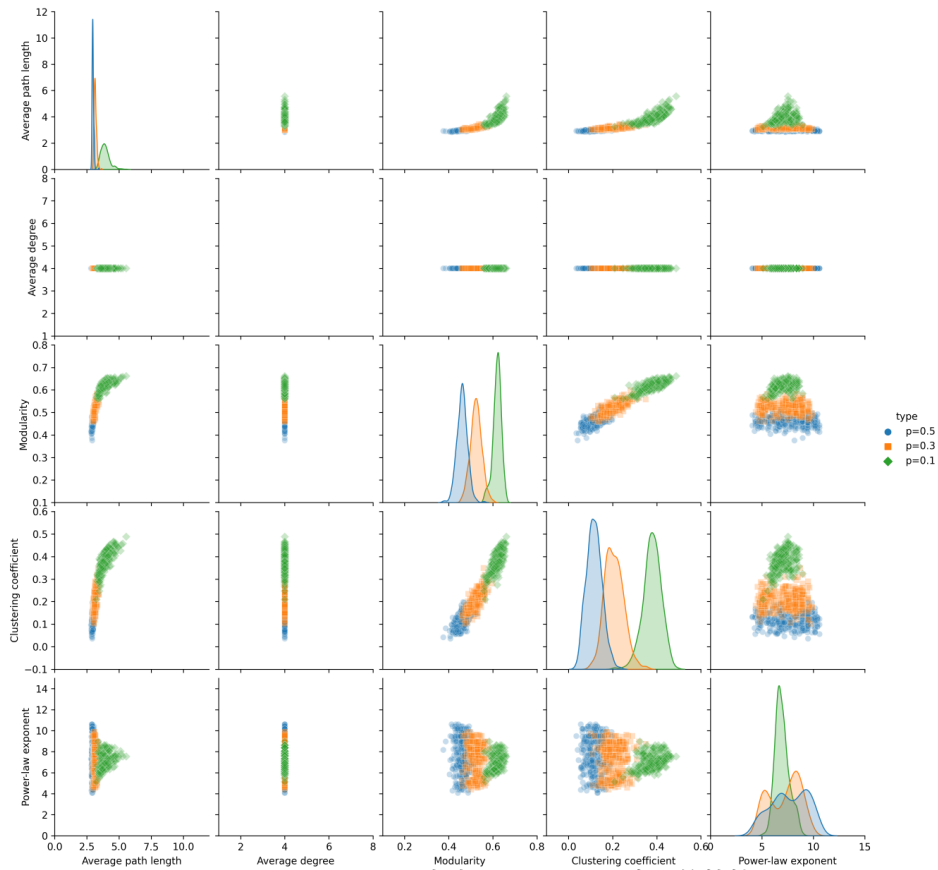 12
10
8
6
4
2
0
Average path length
8
7
6
5
4
3
2
1
Average degree
0.8
0.7
0.6
0.5
0.4
0.3
0.2
0.1
Modularity
type
p=0.5
p=0.3
p=0.1
0.6
0.5
0.4
0.3
0.2
0.1
0.0
−0.1
Clustering coefficient
14
12
10
8
6
4
2
0
Power-law exponent
0.0 2.5 5.0 7.5 10.0
2 4 6 8
0.2 0.4 0.6 0.8
0.0 0.2 0.4 0.6
0 5 10 15
Average path length Average degree Modularity Clustering coefficient Power-law exponent